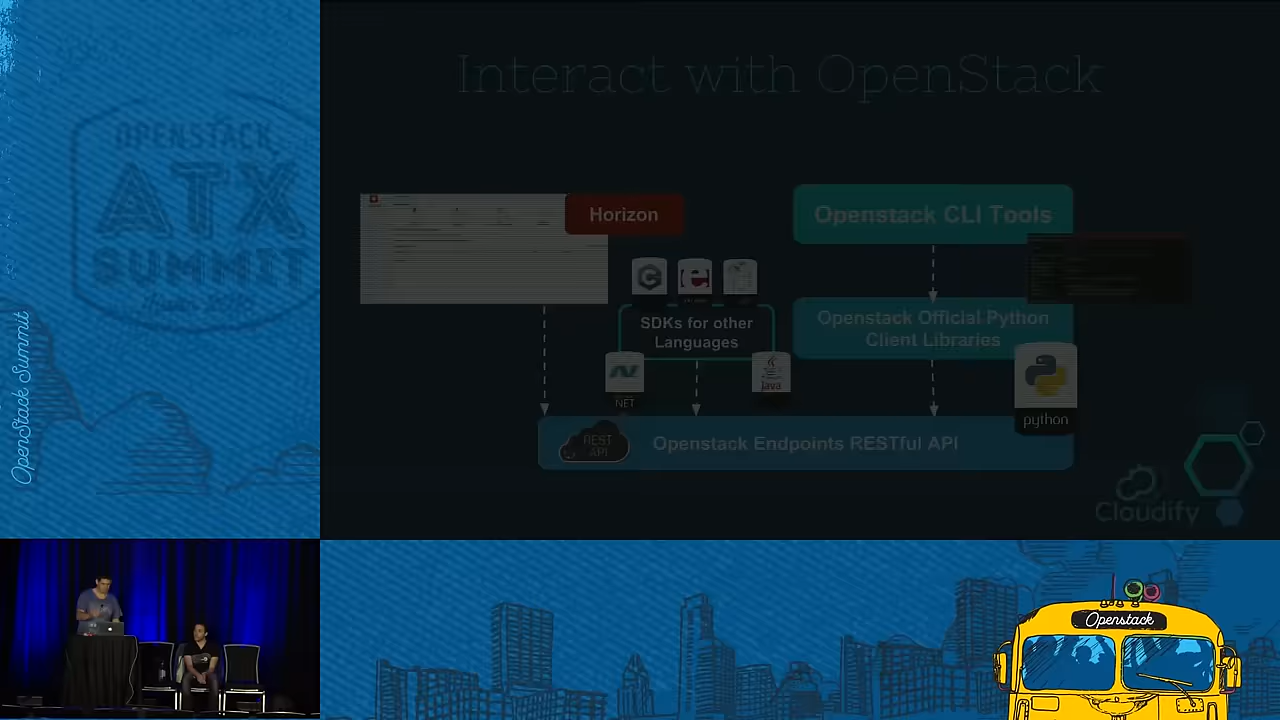 OPENSTACK
ATX
SUMMIT
OpenStack Summit
Interact with OpenStack
Horizon
Openstack CLI Tools
SDKs for other
Languages
Openstack Official Python
Client Libraries
NET
Java
python
REST
API
Openstack Endpoints RESTful API
Cloudify
Openstack